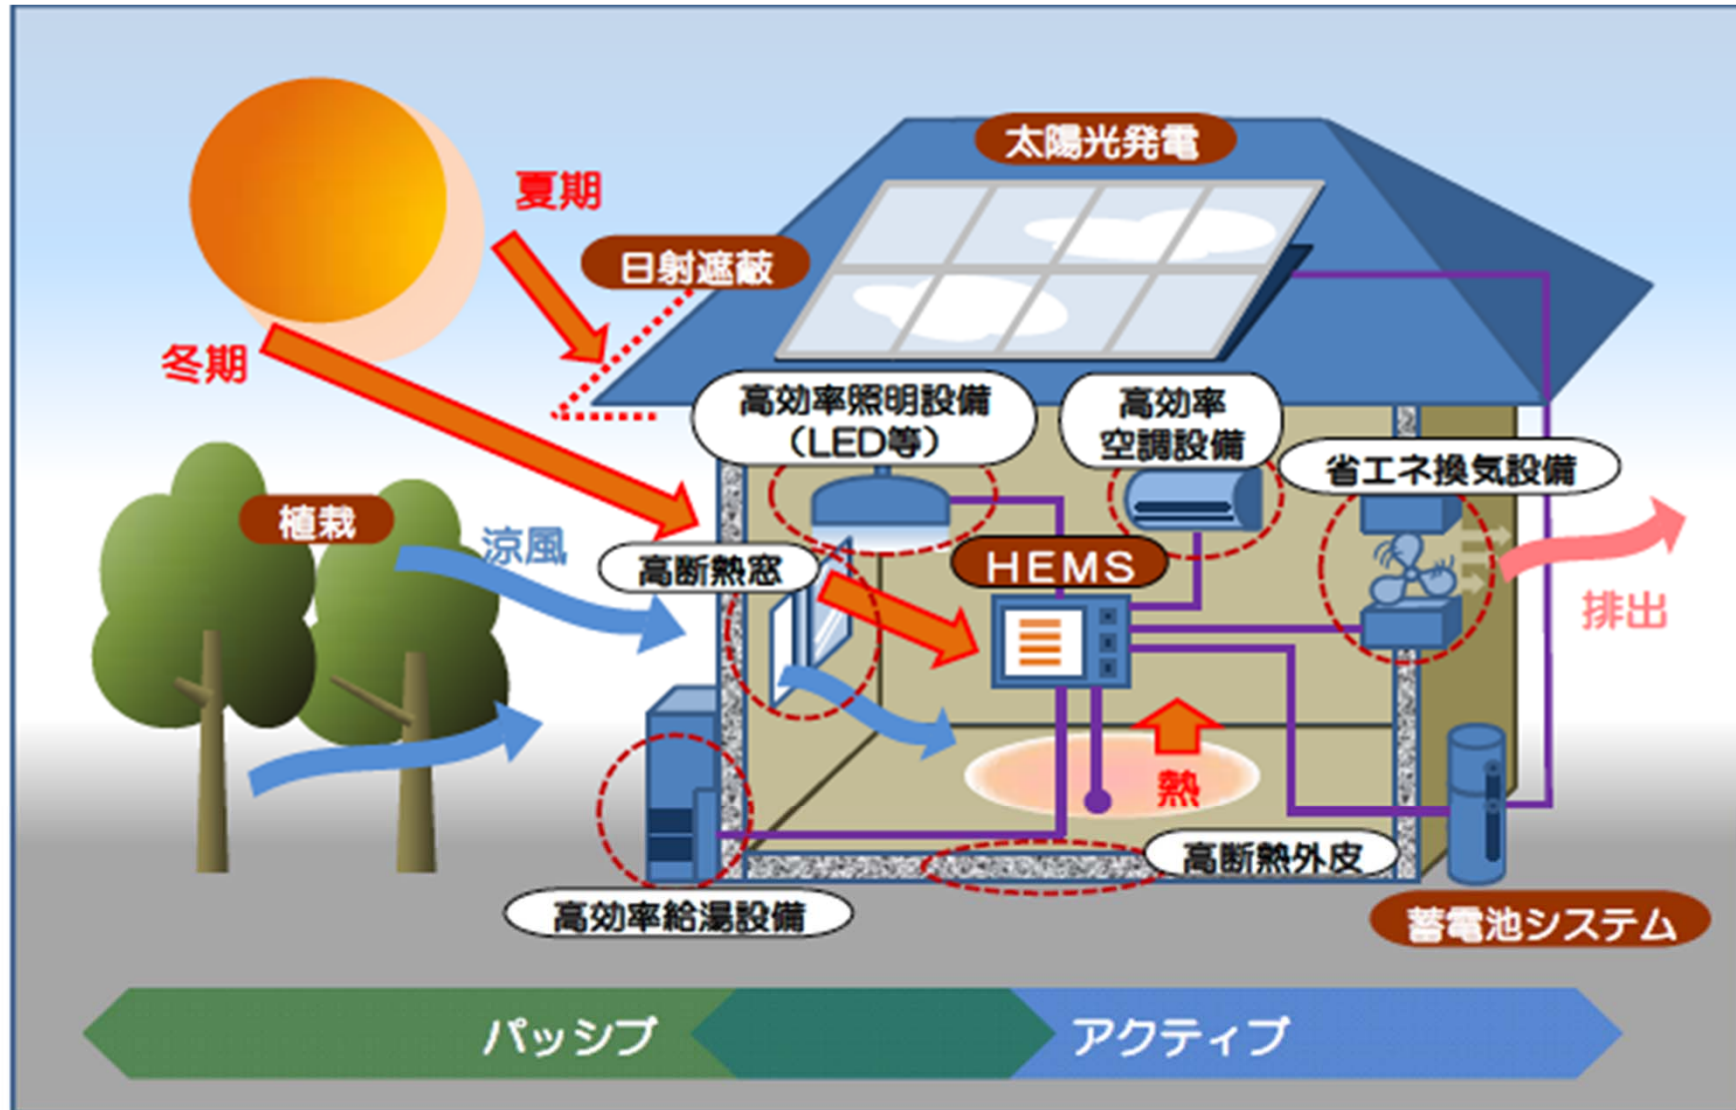 太陽光発電
夏期
日射遮蔽
冬期
高効率照明設備
(LED等)
高効率
空調設備
省エネ換気設備
植栽
涼風
高断熱窓
HEMS
排出
熱
高断熱外皮
高効率給湯設備
蓄電池システム
パッシブ
アクティブ